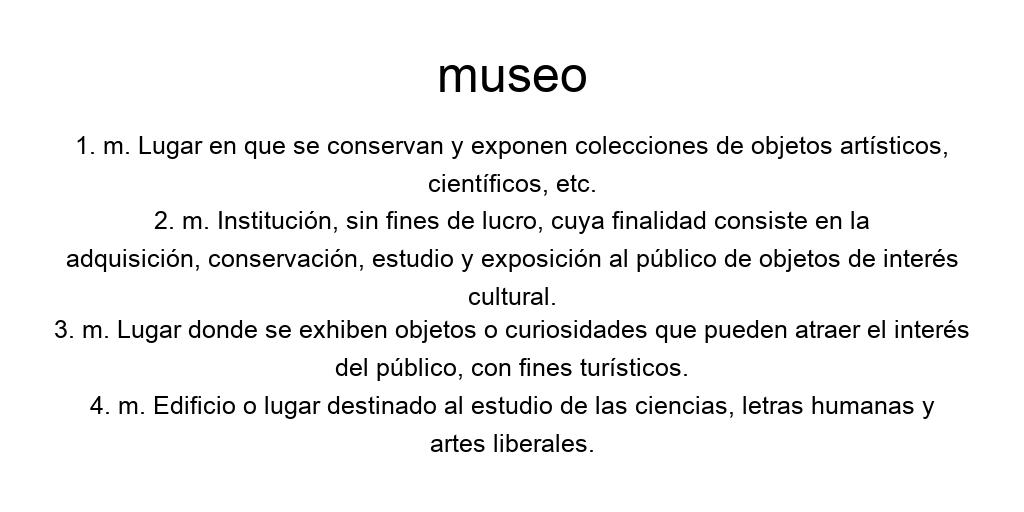 museo
1. m. Lugar en que se conservan y exponen colecciones de objetos artísticos,
científicos, etc.
2. m. Institución, sin fines de lucro, cuya finalidad consiste en la
adquisición, conservación, estudio y exposición al público de objetos de interés
cultural.
3. m. Lugar donde se exhiben objetos o curiosidades que pueden atraer el interés
del público, con fines turísticos.
4. m. Edificio o lugar destinado al estudio de las ciencias, letras humanas y
artes liberales.